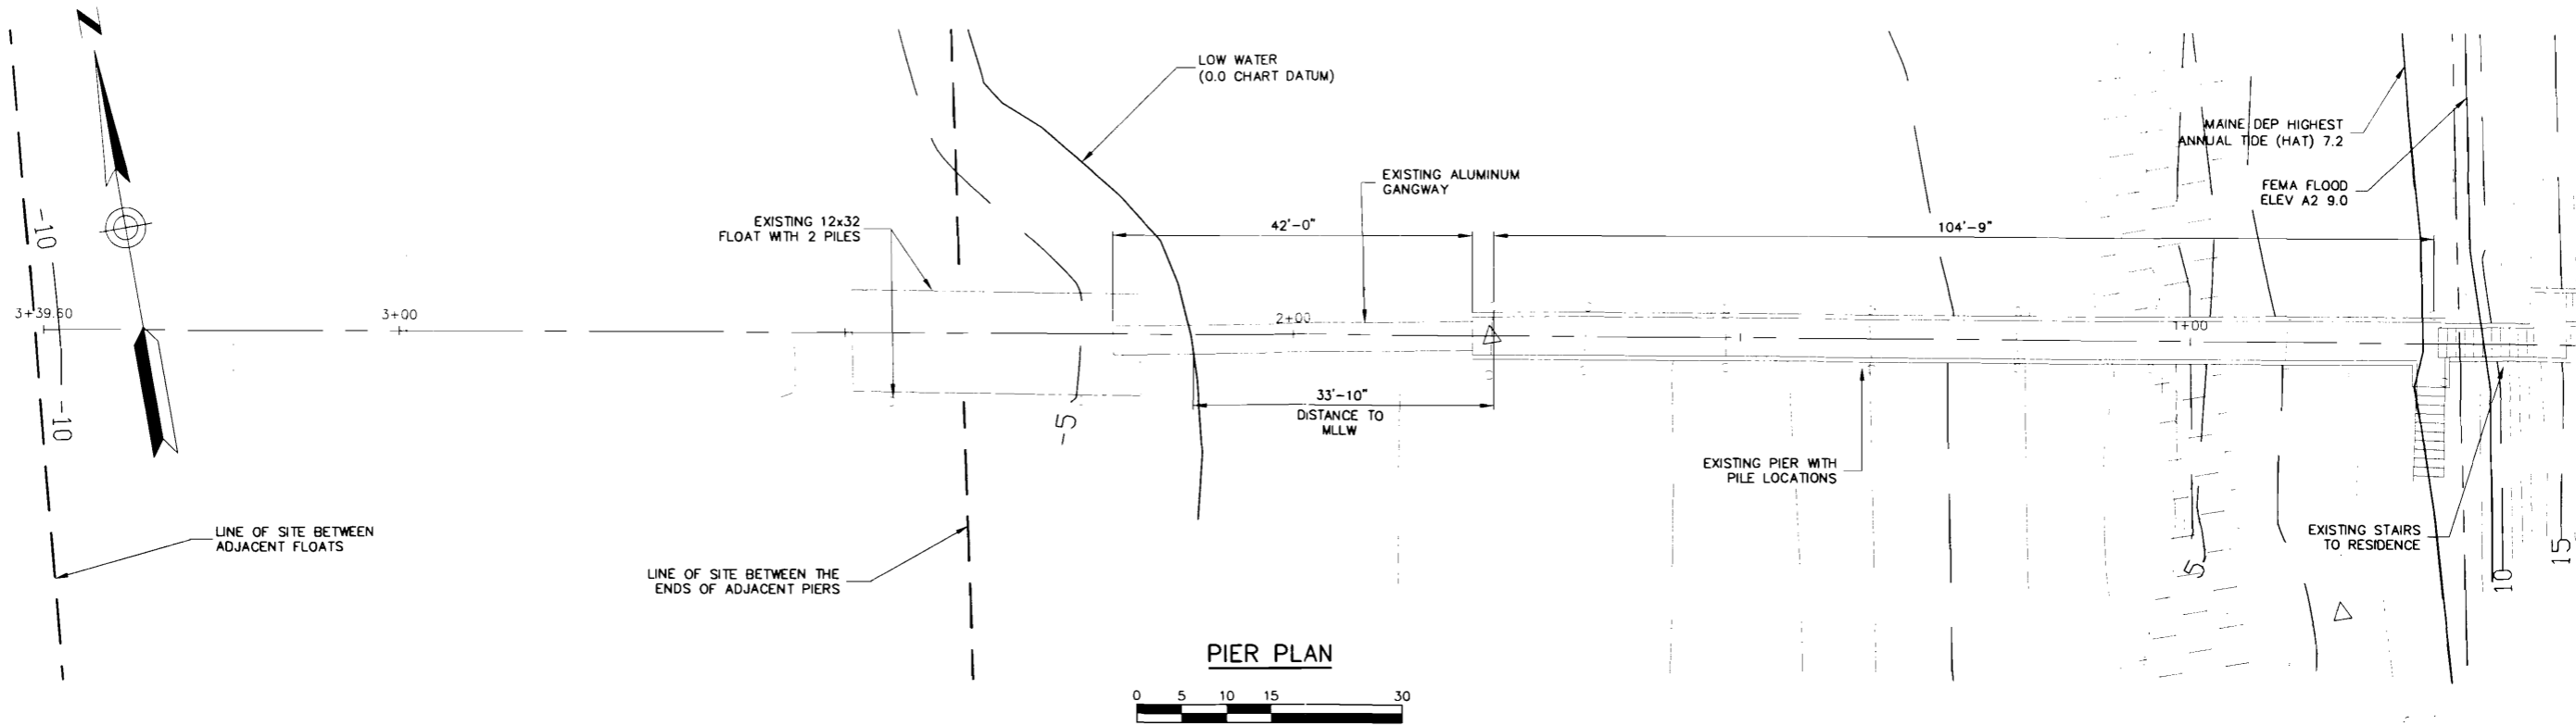 N
LOW WATER
(0.0 CHART DATUM)
MAINE DEP HIGHEST
ANNUAL TIDE (HAT) 7.2
EXISTING ALUMINUM
GANGWAY
FEMA FLOOD
ELEV A2 9.0
EXISTING 12x32
FLOAT WITH 2 PILES
42'-0"
104'-9"
-10
3+39.60
3+00
2+00
1+00
-10
-5
33'-10"
DISTANCE TO
MLLW
EXISTING PIER WITH
PILE LOCATIONS
LINE OF SITE BETWEEN
ADJACENT FLOATS
EXISTING STAIRS
TO RESIDENCE
LINE OF SITE BETWEEN THE
ENDS OF ADJACENT PIERS
5
10
15
PIER PLAN
0 5 10 15 30